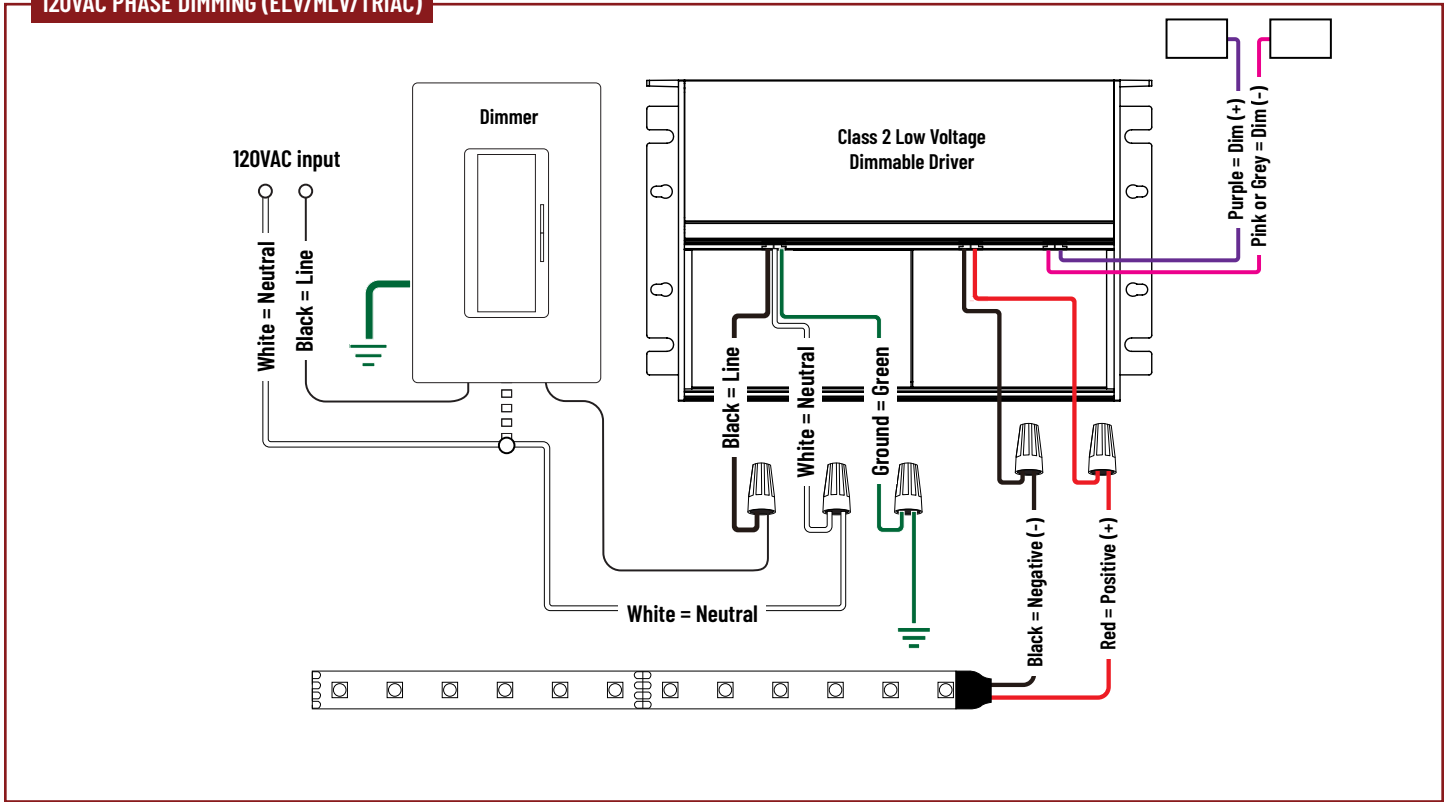 120VAC PHASE DIMMING (ELV/MLV/TRIAC)
Dimmer
120VAC input
White = Neutral
Black = Line
Class 2 Low Voltage
Dimmable Driver
Purple = Dim (+)
Pink or Grey = Dim (-)
Black = Line
White = Neutral
Ground = Green
White = Neutral
Black = Negative (-)
Red = Positive (+)